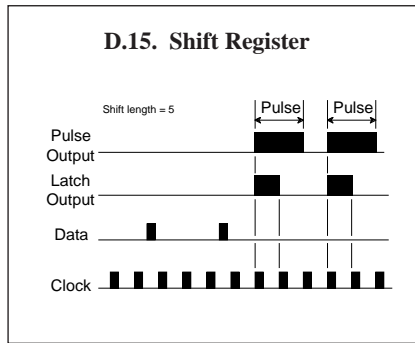 D.15. Shift Register
Shift length = 5
Pulse Pulse
Pulse
Output
Latch
Output
Data
Clock